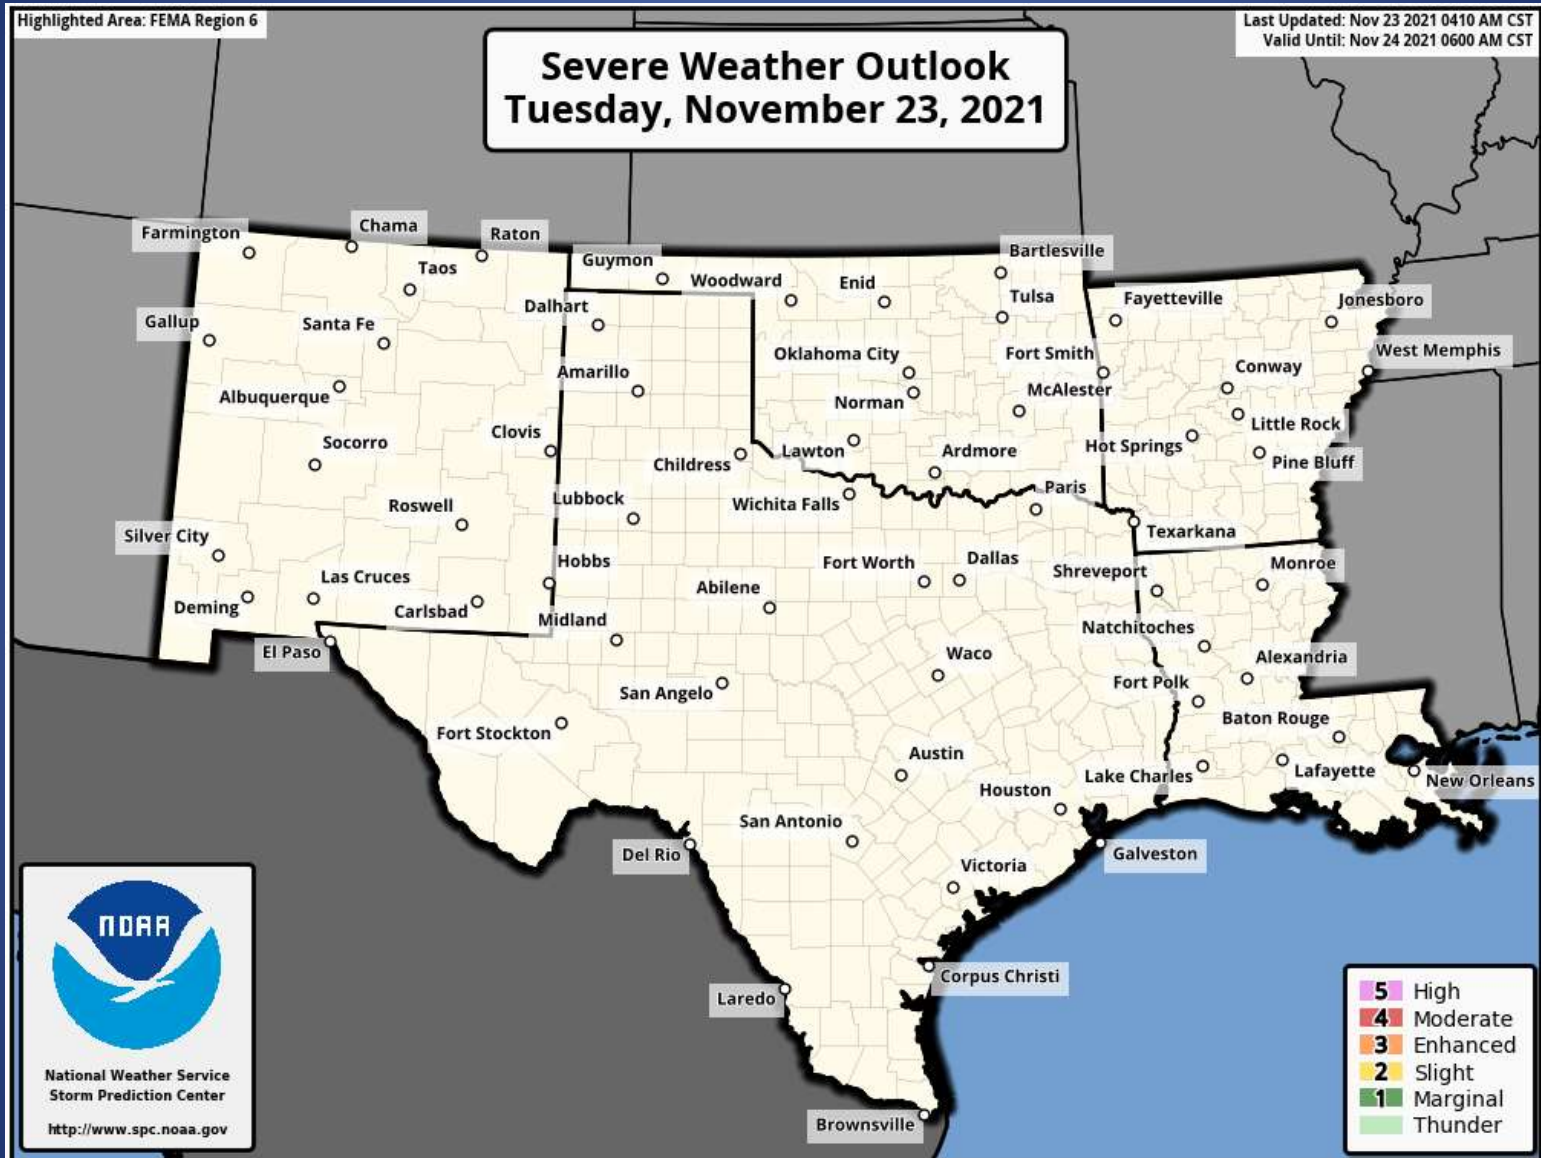 Highlighted Area: FEMA Region 6
Last Updated: Nov 23 2021 0410 AM CST
Valid Until: Nov 24 2021 0600 AM CST
Severe Weather Outlook
Tuesday, November 23, 2021
Farmington
Chama
Raton
Taos
Guymon
Woodward
Enid
Bartlesville
Tulsa
Fayetteville
Jonesboro
Gallup
Santa Fe
Dalhart
Amarillo
Oklahoma City
Fort Smith
West Memphis
Conway
Albuquerque
Norman
McAlester
Little Rock
Socorro
Clovis
Childress
Lawton
Ardmore
Hot Springs
Pine Bluff
Roswell
Lubbock
Wichita Falls
Paris
Texarkana
Silver City
Las Cruces
Hobbs
Fort Worth
Dallas
Shreveport
Monroe
Deming
Carlsbad
Midland
Abilene
Natchitoches
El Paso
Waco
Alexandria
San Angelo
Fort Polk
Fort Stockton
Baton Rouge
Austin
Lake Charles
Lafayette
New Orleans
Houston
San Antonio
Del Rio
Galveston
Victoria
Corpus Christi
Laredo
Brownsville
NOAA
National Weather Service
Storm Prediction Center
http://www.spc.noaa.gov
5 High
4 Moderate
3 Enhanced
2 Slight
1 Marginal
Thunder